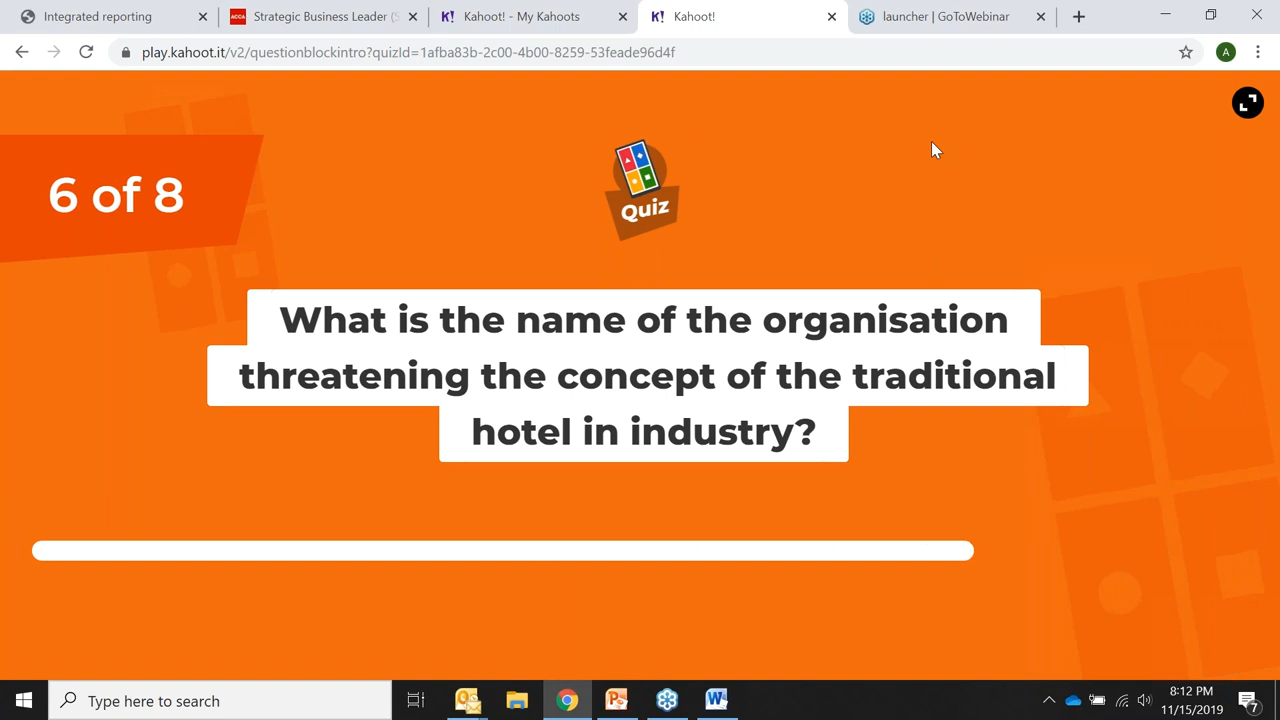 Integrated reporting
Strategic Business Leader (S
Kahoot! - My Kahoots
Kahoot!
launcher | GoToWebinar
play.kahoot.it/v2/questionblockintro?quizId=1afba83b-2c00-4b00-8259-53feade96d4f
6 of 8
Quiz
What is the name of the organisation
threatening the concept of the traditional
hotel in industry?
Type here to search
8:12 PM
11/15/2019
7